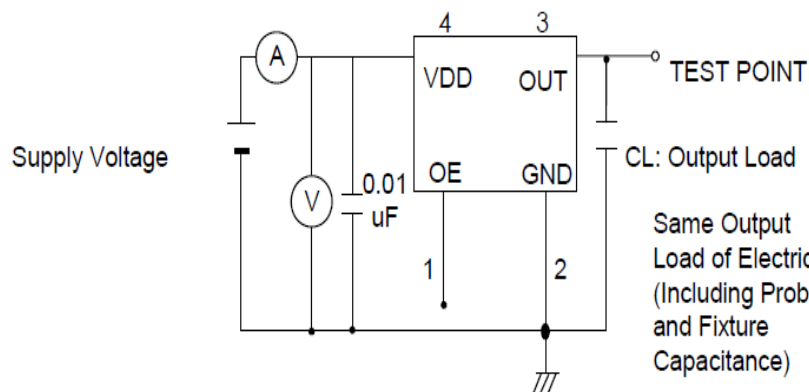 4 3
A
TEST POINT
VDD OUT
Supply Voltage
CL: Output Load
OE GND
0.01
uF
V
Same Output
Load of Electric
(Including Prob
and Fixture
Capacitance)
1 2